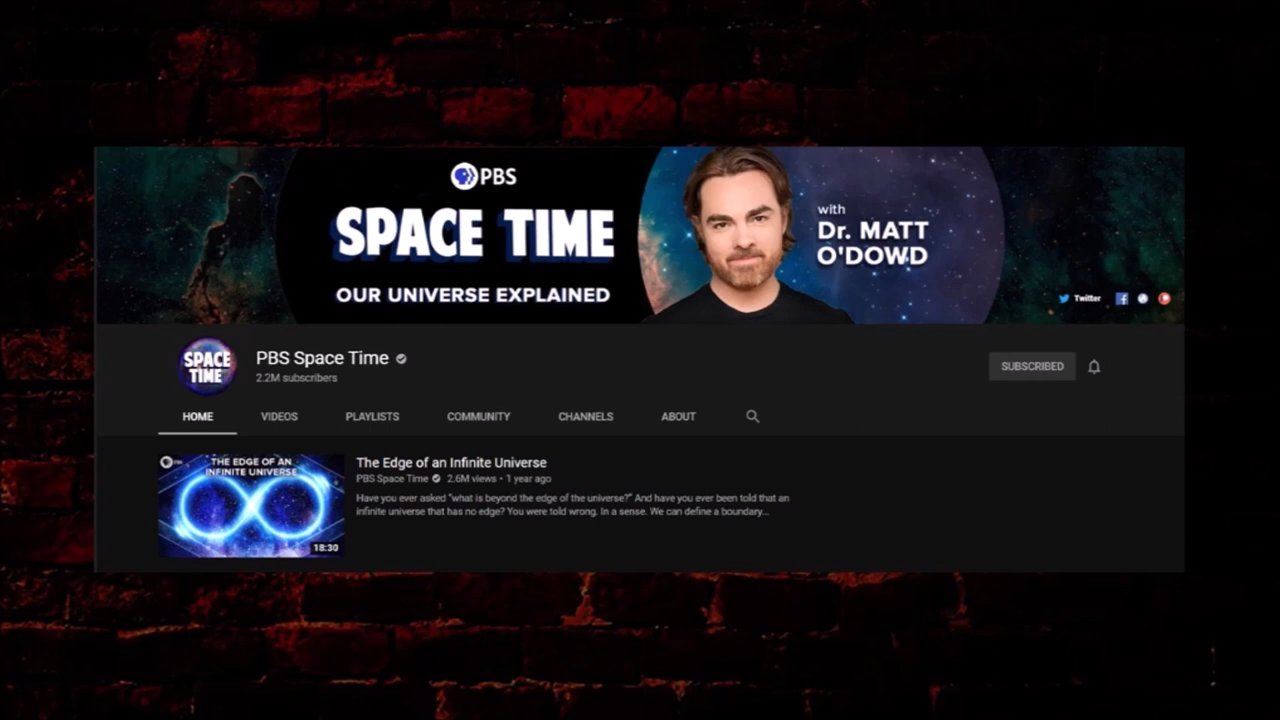 PBS
SPACE TIME
OUR UNIVERSE EXPLAINED
with
Dr. MATT
O'DOWD
Twitter
SPACE
TIME
PBS Space Time
2.2M subscribers
SUBSCRIBED
HOME VIDEOS PLAYLISTS COMMUNITY CHANNELS ABOUT
THE EDGE OF AN
INFINITE UNIVERSE
18:30
The Edge of an Infinite Universe
PBS Space Time 2.6M views • 1 year ago
Have you ever asked "what is beyond the edge of the universe?" And have you ever been told that an
infinite universe that has no edge? You were told wrong. In a sense. We can define a boundary...